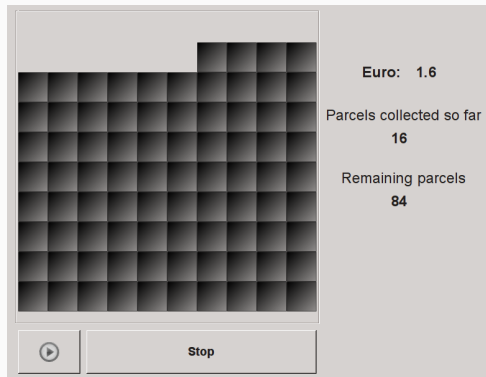 Euro: 1.6
Parcels collected so far
16
Remaining parcels
84
Stop